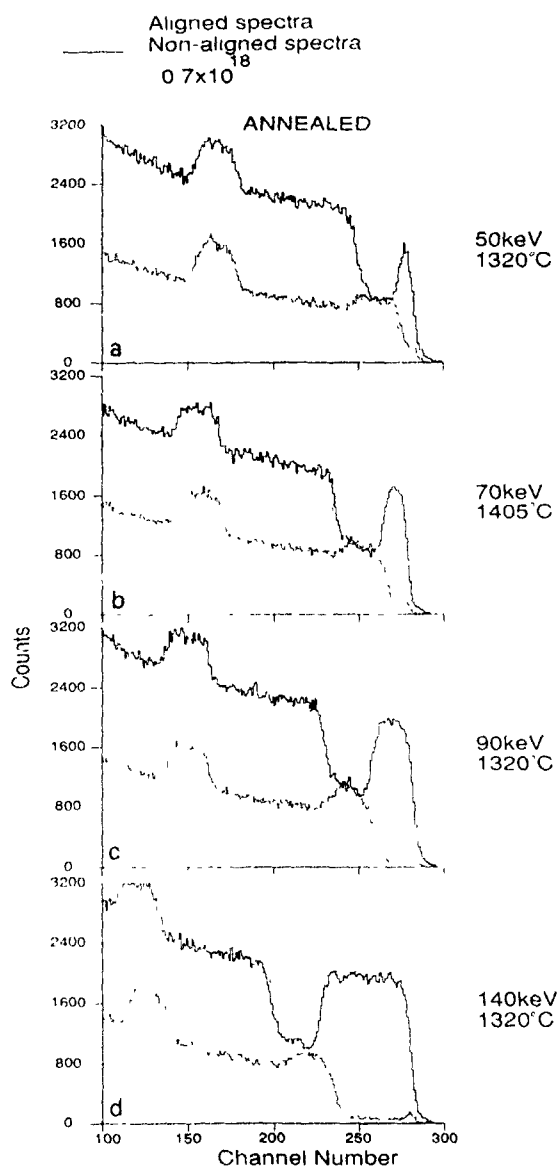 Aligned spectra
Non-aligned spectra
0 7x10^18
ANNEALED
3200
2400
1600
800
0
a
50keV
1320°C
3200
2400
1600
800
0
b
70keV
1405°C
Counts
3200
2400
1600
800
0
c
90keV
1320°C
3200
2400
1600
800
0
d
140keV
1320°C
100
150
200
250
300
Channel Number